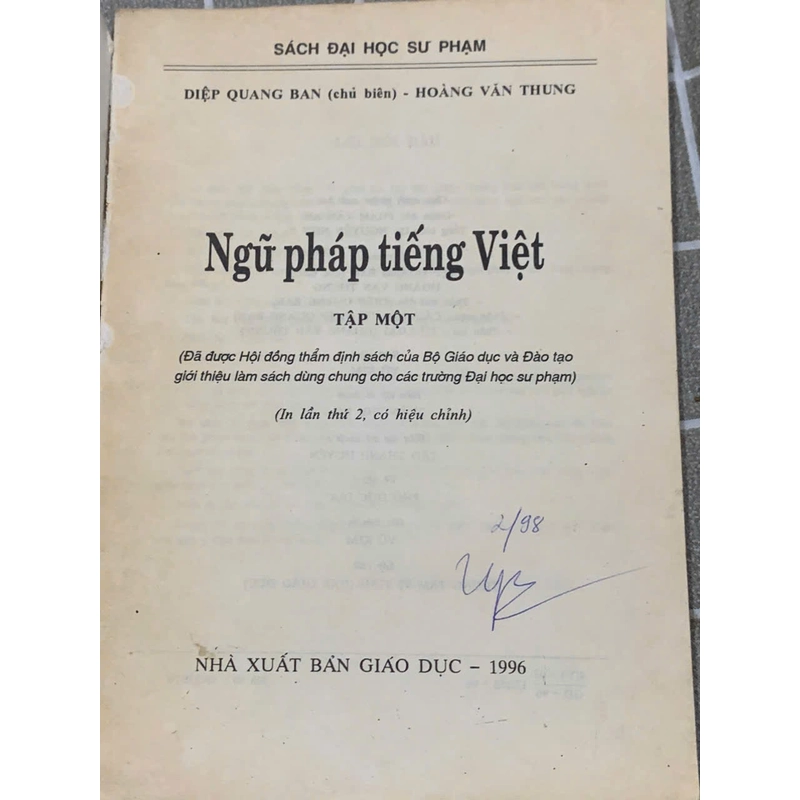 SÁCH ĐẠI HỌC SƯ PHẠM
DIỆP QUANG BAN (chủ biên) - HOÀNG VĂN THUNG
Ngữ pháp tiếng Việt
TẬP MỘT
(Đã được Hội đồng thẩm định sách của Bộ Giáo dục và Đào tạo
giới thiệu làm sách dùng chung cho các trường Đại học sư phạm)
(In lần thứ 2, có hiệu chỉnh)
2/98
NHÀ XUẤT BẢN GIÁO DỤC – 1996